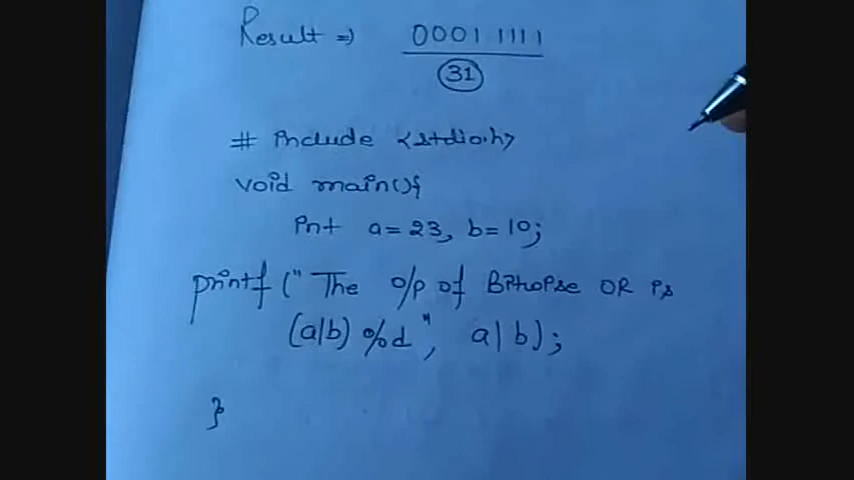 Result => 0001 1111
31
# include <stdio.h>
void main(){
int a=23, b=10;
printf("The o/p of Bitwise OR is
(a|b) %d", a|b);
}